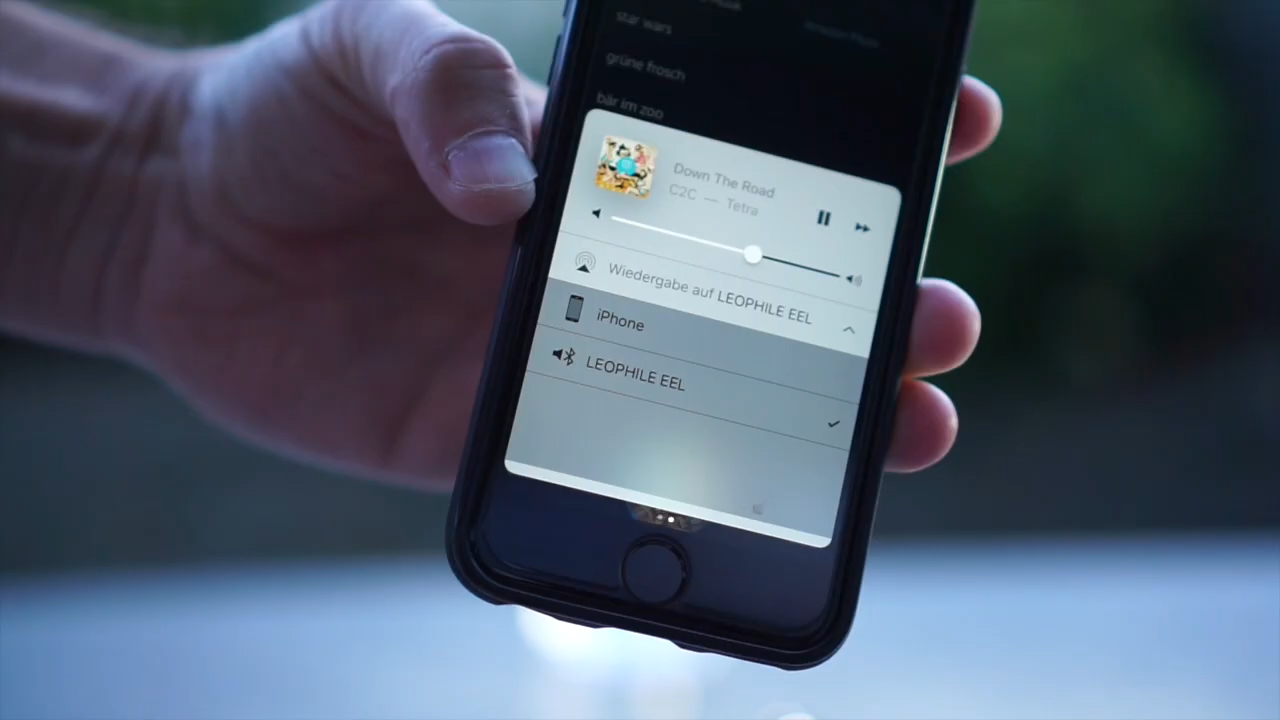 star wars
grüne frosch
bär im zoo
Down The Road
C2C — Tetra
Wiedergabe auf LEOPHILE EEL
iPhone
LEOPHILE EEL